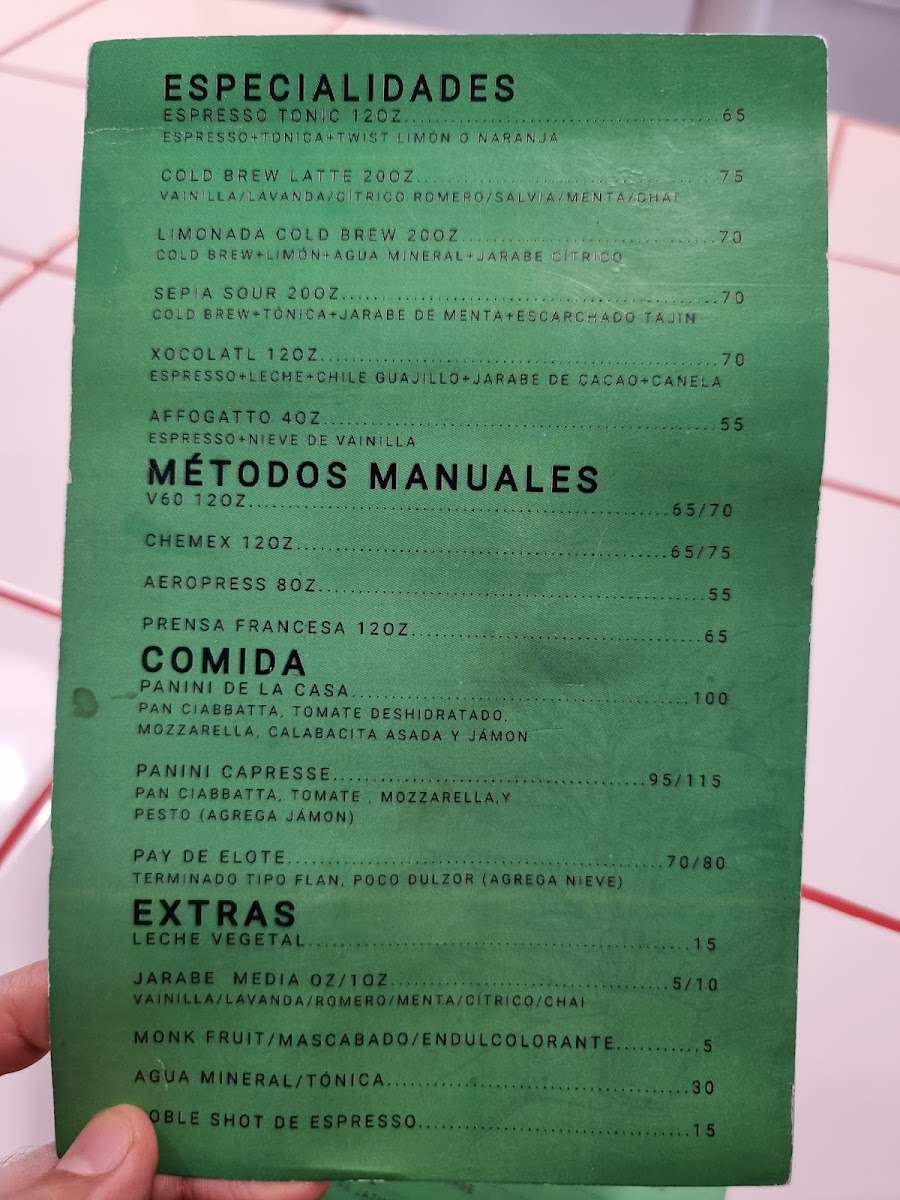 ESPECIALIDADES
ESPRESSO TONIC 12OZ...65
ESPRESSO+TONICA+TWIST LIMÓN O NARANJA
COLD BREW LATTE 20OZ...75
VAINILLA/LAVANDA/CÍTRICO ROMERO/SALVIA/MENTA/CHAI
LIMONADA COLD BREW 20OZ...70
COLD BREW+LIMÓN+AGUA MINERAL+JARABE CÍTRICO
SEPIA SOUR 20OZ...70
COLD BREW+TÓNICA+JARABE DE MENTA+ESCARCHADO TAJIN
XOCOLATL 12OZ...70
ESPRESSO+LECHE+CHILE GUAJILLO+JARABE DE CACAO+CANELA
AFFOGATTO 4OZ...55
ESPRESSO+NIEVE DE VAINILLA
MÉTODOS MANUALES
V60 12OZ...65/70
CHEMEX 12OZ...65/75
AEROPRESS 8OZ...55
PRENSA FRANCESA 12OZ...65
COMIDA
PANINI DE LA CASA...100
PAN CIABBATTA, TOMATE DESHIDRATADO,
MOZZARELLA, CALABACITA ASADA Y JÁMON
PANINI CAPRESSE...95/115
PAN CIABBATTA, TOMATE , MOZZARELLA,Y
PESTO (AGREGA JÁMON)
PAY DE ELOTE...70/80
TERMINADO TIPO FLAN, POCO DULZOR (AGREGA NIEVE)
EXTRAS
LECHE VEGETAL...15
JARABE MEDIA OZ/1OZ...5/10
VAINILLA/LAVANDA/ROMERO/MENTA/CÍTRICO/CHAI
MONK FRUIT/MASCABADO/ENDULCOLORANTE...5
AGUA MINERAL/TÓNICA...30
OBLE SHOT DE ESPRESSO...15